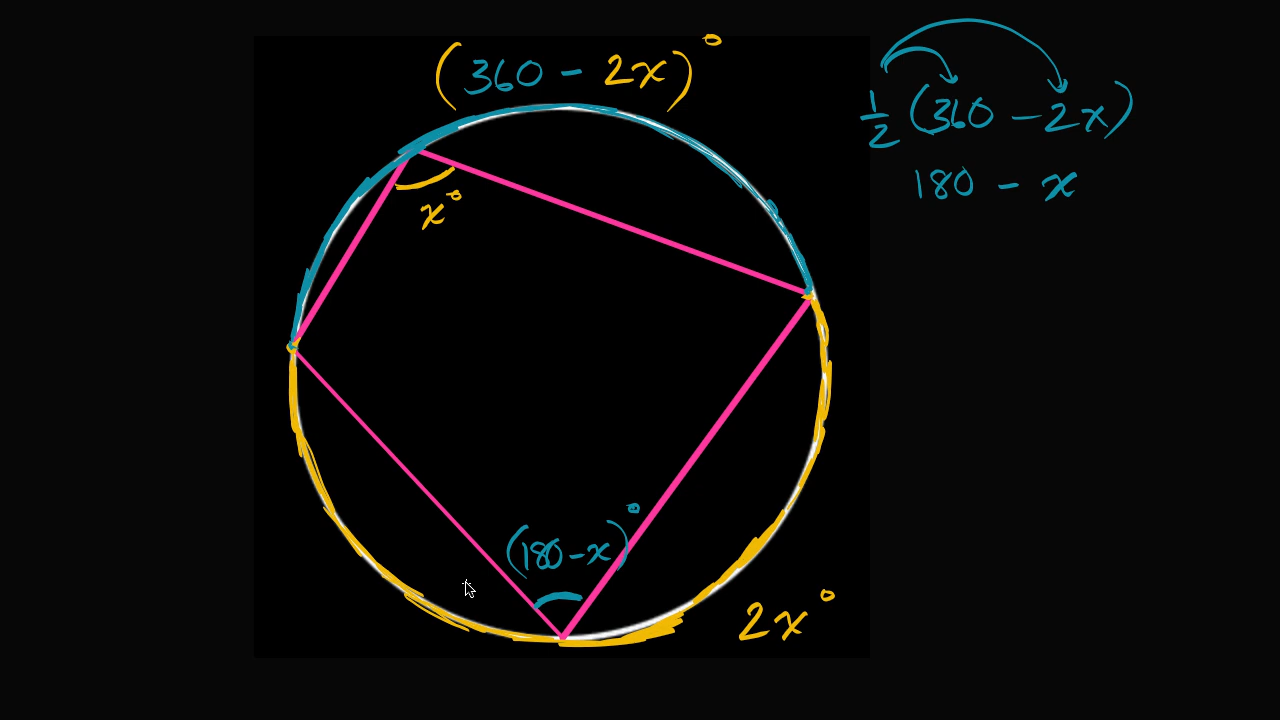 (360 - 2x)°
1/2 (360 - 2x)
180 - x
x°
(180 - x)°
2x°